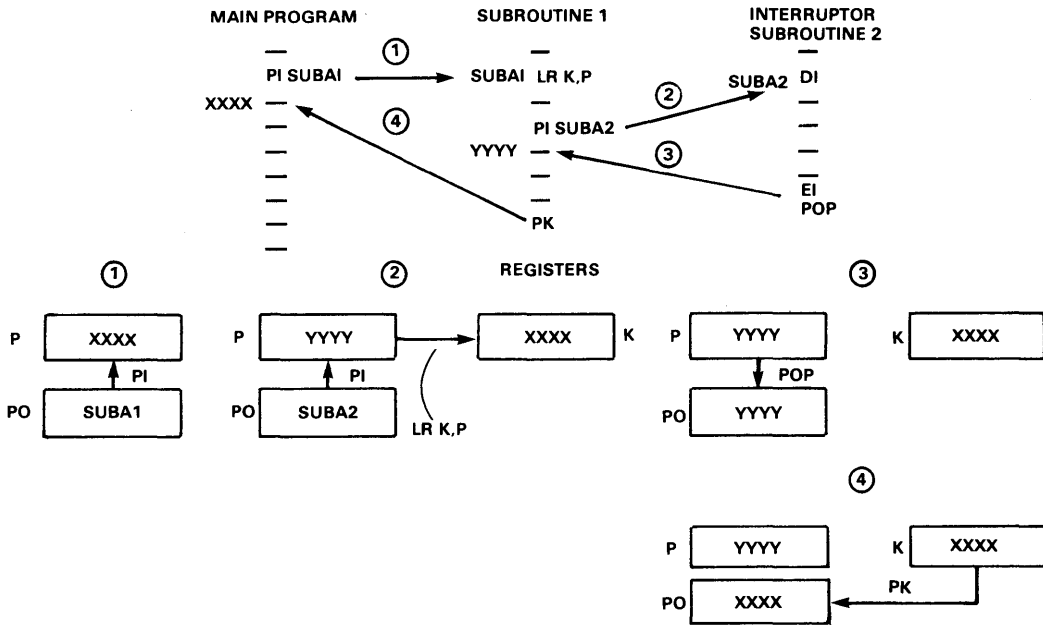 MAIN PROGRAM
SUBROUTINE 1
INTERRUPTOR
SUBROUTINE 2
1
PI SUBA1
SUBA1 LR K,P
SUBA2 DI
2
XXXX
4
PI SUBA2
YYYY
3
EI
POP
PK
1
2
REGISTERS
3
P XXXX
P YYYY
XXXX K
P YYYY
K XXXX
PI
PI
POP
PO SUBA1
PO SUBA2
LR K,P
PO YYYY
4
P YYYY
K XXXX
PK
PO XXXX